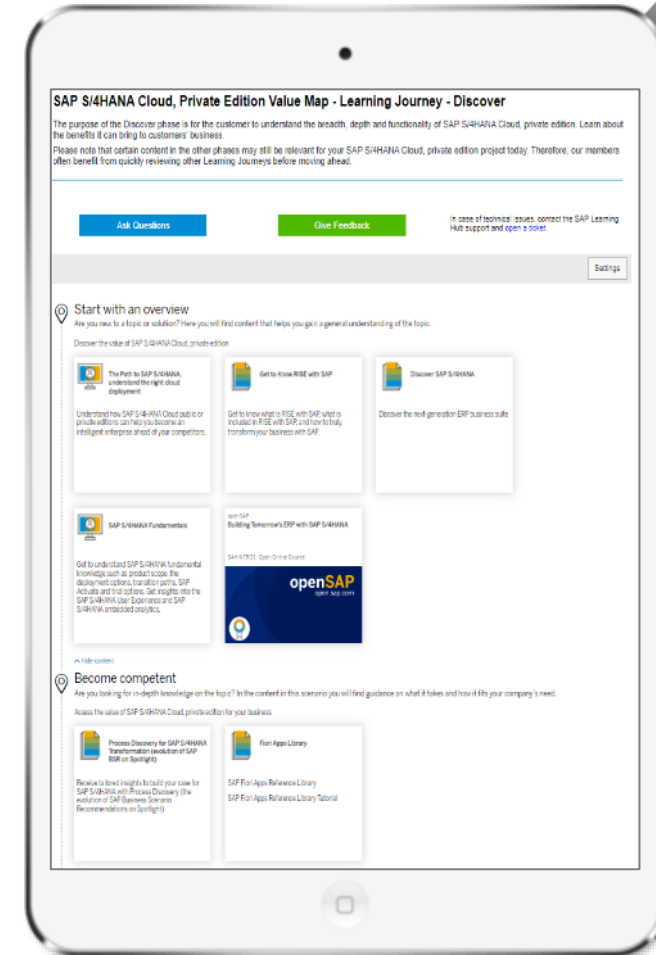 SAP S/4HANA Cloud, Private Edition Value Map - Learning Journey - Discover
The purpose of the Discover phase is for the customer to understand the breadth, depth and functionality of SAP S/4HANA Cloud, private edition. Learn about
the benefits it can bring to customers' business.
Please note that certain content in the other phases may still be relevant for your SAP S/4HANA Cloud, private edition project today. Therefore, our members
often benefit from quickly reviewing other Learning Journeys before moving ahead.
Ask Questions
Give Feedback
In case of technical issues, contact the SAP Learning
Hub support and open a ticket.
Settings
Start with an overview
Are you new to a topic or solution? Here you will find content that helps you gain a general understanding of the topic.
Discover the value of SAP S/4HANA Cloud, private edition
The Path to SAP S/4HANA,
understand the right cloud
deployment
Understand how SAP S/4HANA Cloud public or
private editions can help you become an
intelligent enterprise ahead of your competitors.
Get to Know RISE with SAP
Get to know what is RISE with SAP, what is
included in RISE with SAP, and how to truly
transform your business with SAP.
Discover SAP S/4HANA
Discover the next-generation ERP business suite
SAP S/4HANA Fundamentals
Get to understand SAP S/4HANA fundamental
knowledge such as product scope, the
deployment options, transition paths, SAP
Activate and trial options. Get insights into the
SAP S/4HANA User Experience and SAP
S/4HANA embedded analytics.
openSAP
Building Tomorrow's ERP with SAP S/4HANA
Open Online Course
openSAP
open.sap.com
Hide content
Become competent
Are you looking for in-depth knowledge on the topic? In the content in this scenario you will find guidance on what it takes and how it fits your company's need.
Assess the value of SAP S/4HANA Cloud, private edition for your business
Process Discovery for SAP S/4HANA
Transformation (evolution of SAP
BSR on Spotlight)
Receive tailored insights to build your case for
SAP S/4HANA with Process Discovery (the
evolution of SAP Business Scenario
Recommendations on Spotlight)
Fiori Apps Library
SAP Fiori Apps Reference Library
SAP Fiori Apps Reference Library Tutorial